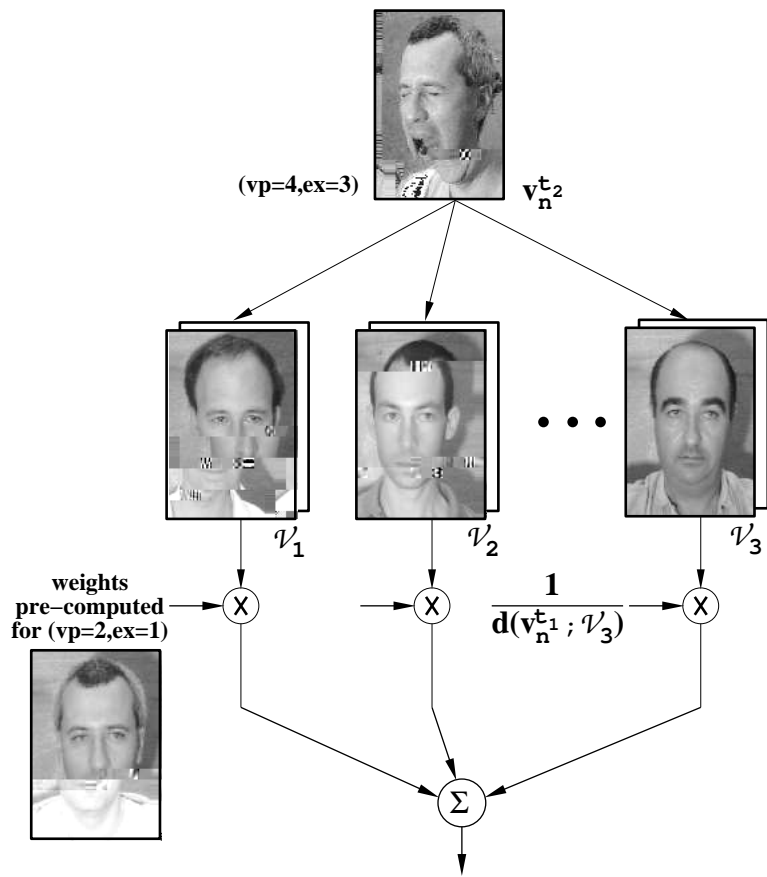 (vp=4,ex=3)
v_n^{t_2}
𝒱_1
𝒱_2
• • •
𝒱_3
weights
pre−computed
for (vp=2,ex=1)
X
X
1
d(v_n^{t_1} ; 𝒱_3)
X
Σ